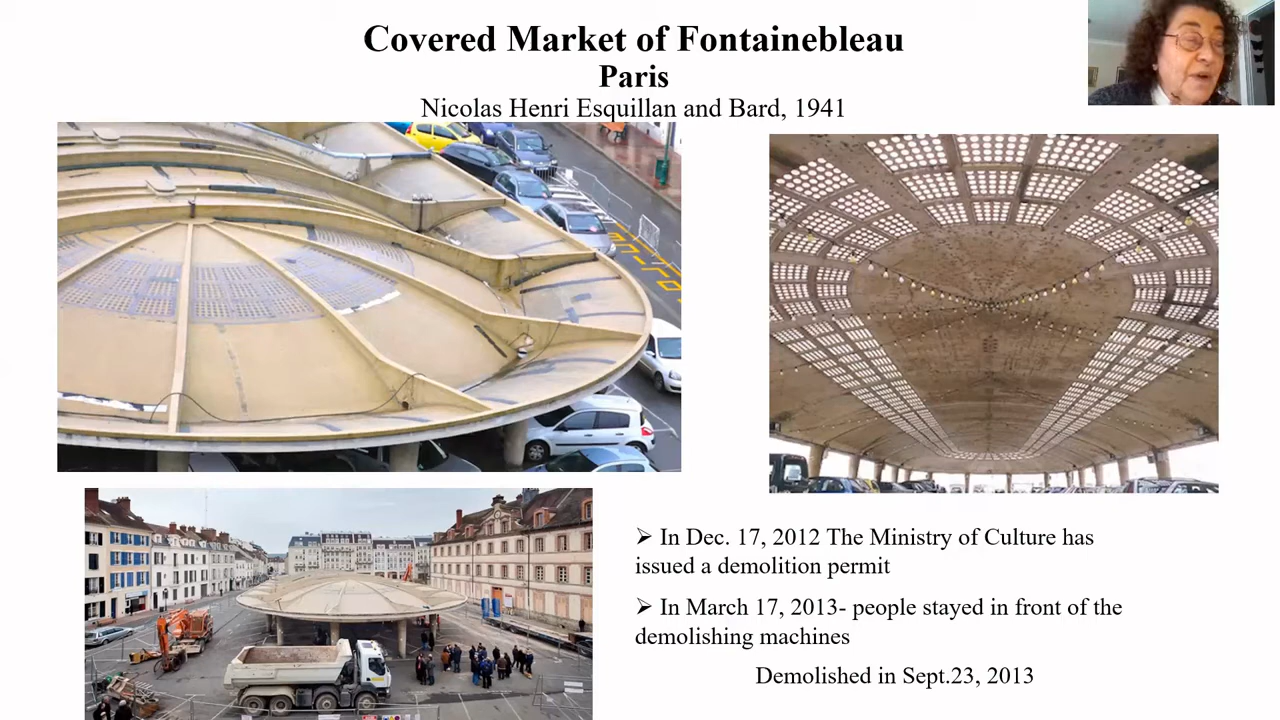 Covered Market of Fontainebleau
Paris
Nicolas Henri Esquillan and Bard, 1941
➢ In Dec. 17, 2012 The Ministry of Culture has
issued a demolition permit
➢ In March 17, 2013- people stayed in front of the
demolishing machines
Demolished in Sept.23, 2013